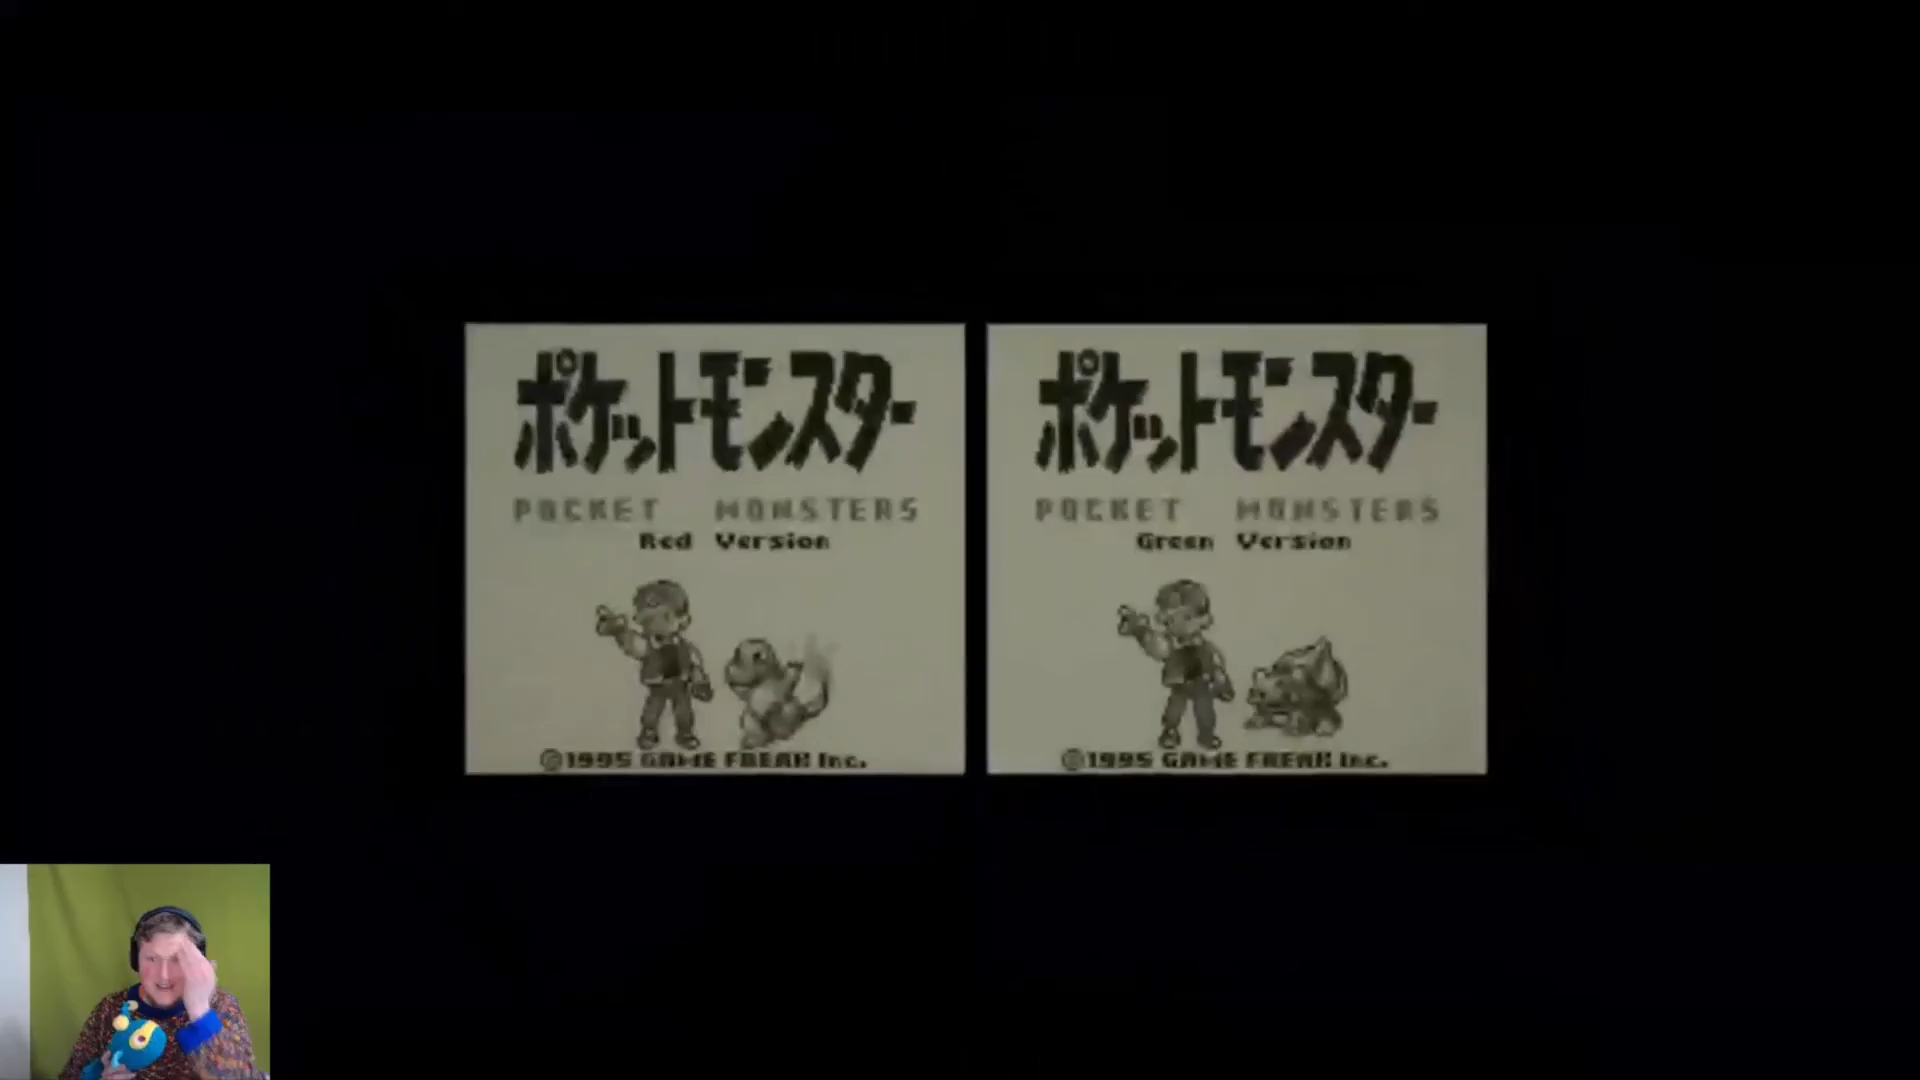 ポケットモンスター
POCKET MONSTERS
Red Version
©1995 GAME FREAK Inc.
ポケットモンスター
POCKET MONSTERS
Green Version
©1995 GAME FREAK Inc.